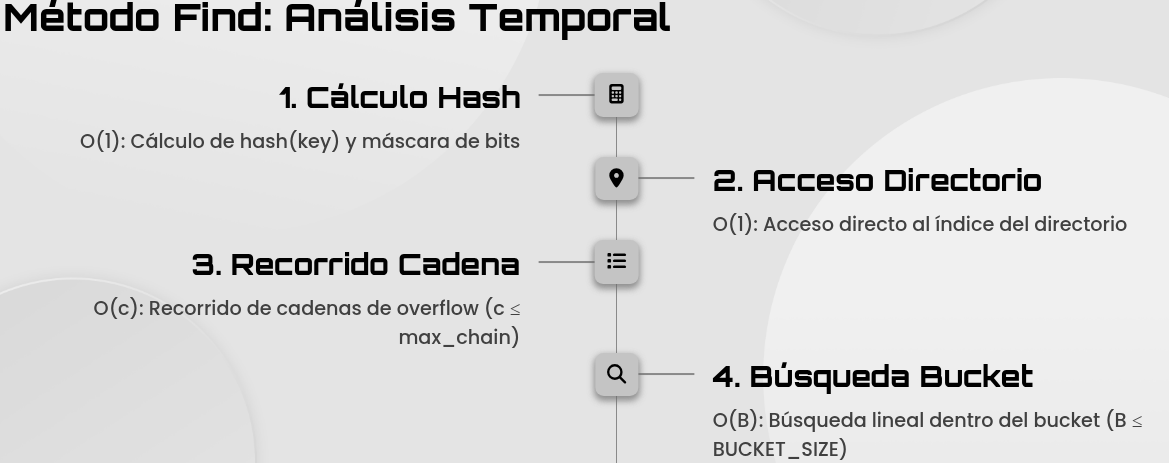 Método Find: Análisis Temporal
1. Cálculo Hash
O(1): Cálculo de hash(key) y máscara de bits
2. Acceso Directorio
O(1): Acceso directo al índice del directorio
3. Recorrido Cadena
O(c): Recorrido de cadenas de overflow (c ≤
max_chain)
4. Búsqueda Bucket
O(B): Búsqueda lineal dentro del bucket (B ≤
BUCKET_SIZE)